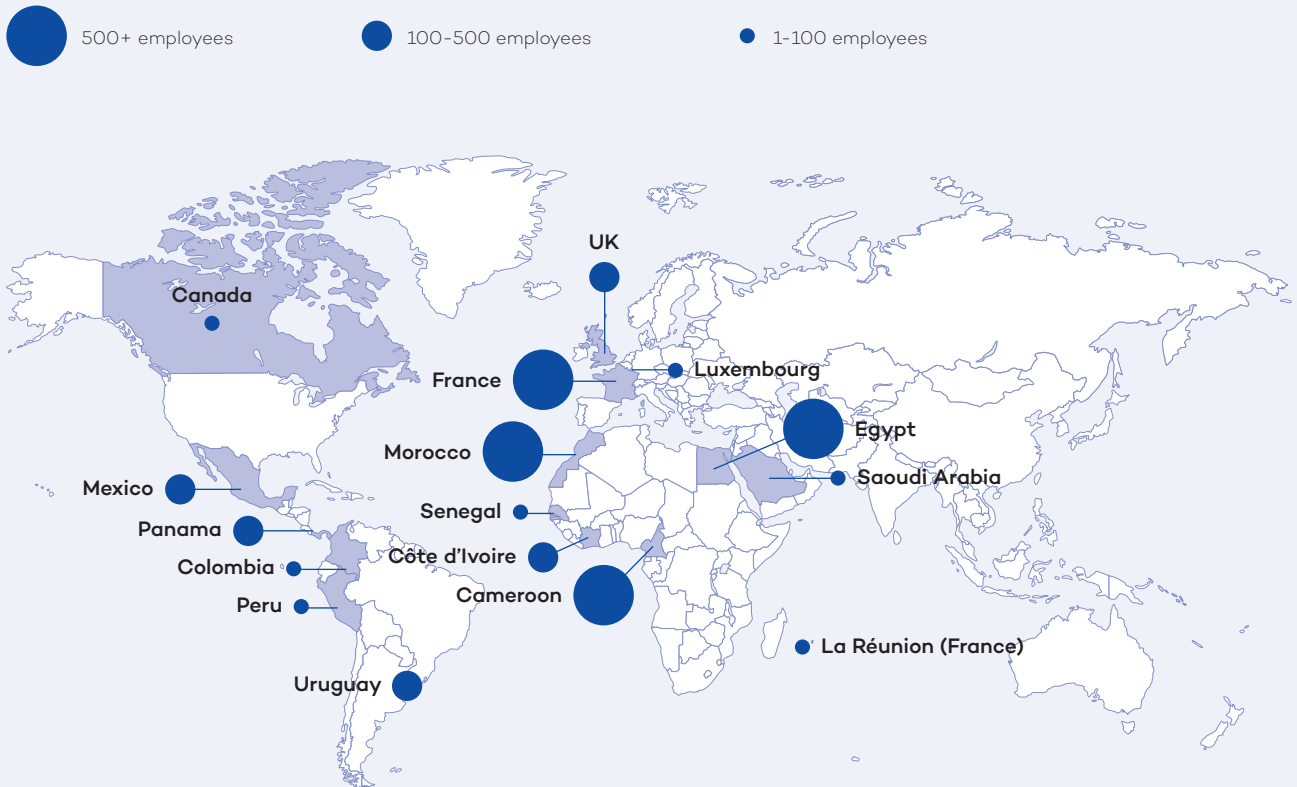 500+ employees
100-500 employees
1-100 employees
UK
Canada
Luxembourg
France
Egypt
Morocco
Saoudi Arabia
Mexico
Senegal
Panama
Côte d'Ivoire
Colombia
Cameroon
Peru
La Réunion (France)
Uruguay